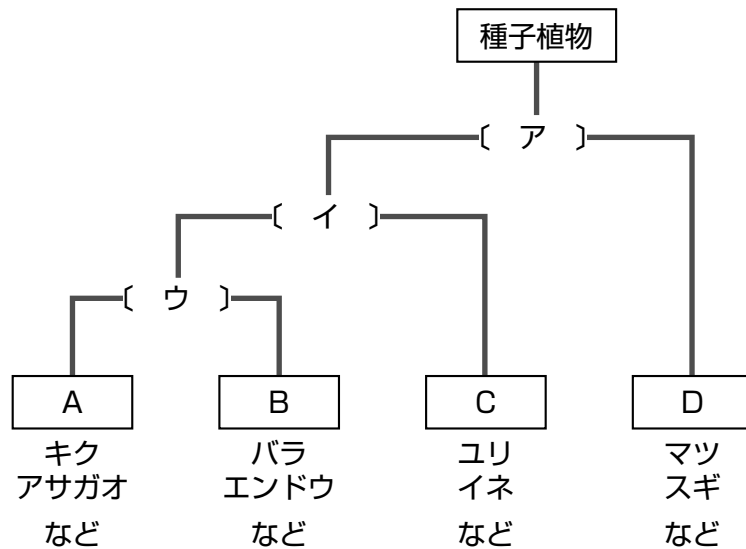 種子植物
〔 ア 〕
〔 イ 〕
〔 ウ 〕
A
B
C
D
キク
アサガオ
など
バラ
エンドウ
など
ユリ
イネ
など
マツ
スギ
など